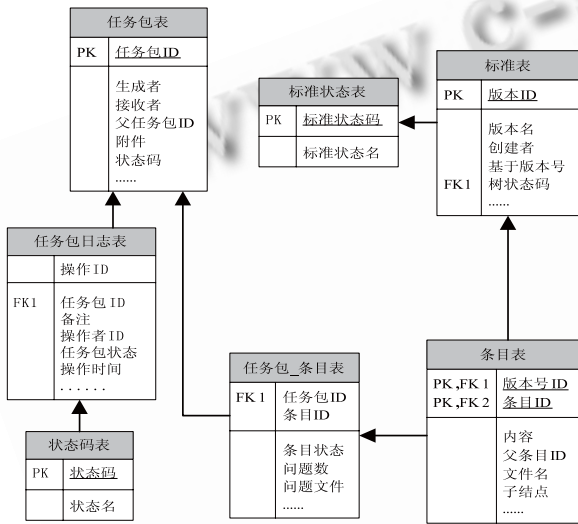 任务包表
PK 任务包ID
生成者
接收者
父任务包ID
附件
状态码
......
标准状态表
PK 标准状态码
标准状态名
标准表
PK 版本ID
版本名
创建者
基于版本号
FK1 树状态码
......
任务包日志表
操作ID
FK1 任务包ID
备注
操作者ID
任务包状态
操作时间
......
状态码表
PK 状态码
状态名
任务包_条目表
FK1 任务包ID
条目ID
条目状态
问题数
问题文件
......
条目表
PK,FK1 版本号ID
PK,FK2 条目ID
内容
父条目ID
文件名
子结点
......